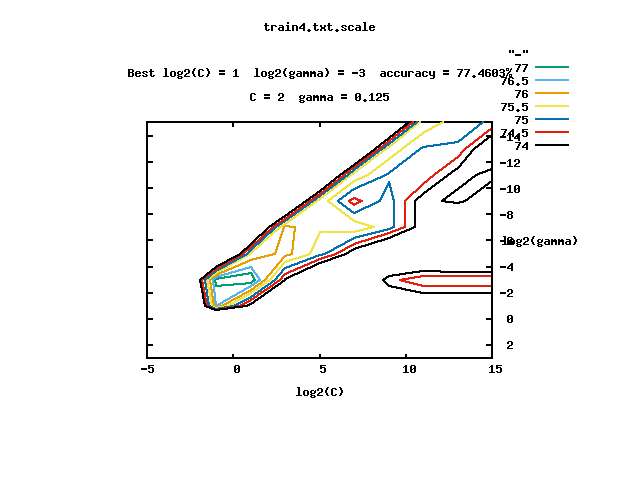 train4.txt.scale
"-"
Best log2(C) = 1 log2(gamma) = -3 accuracy = 77.4603%
C = 2 gamma = 0.125
77
76.5
76
75.5
75
74.5
74
-14
-12
-10
-8
-6
log2(gamma)
-4
-2
0
2
-5 0 5 10 15
log2(C)